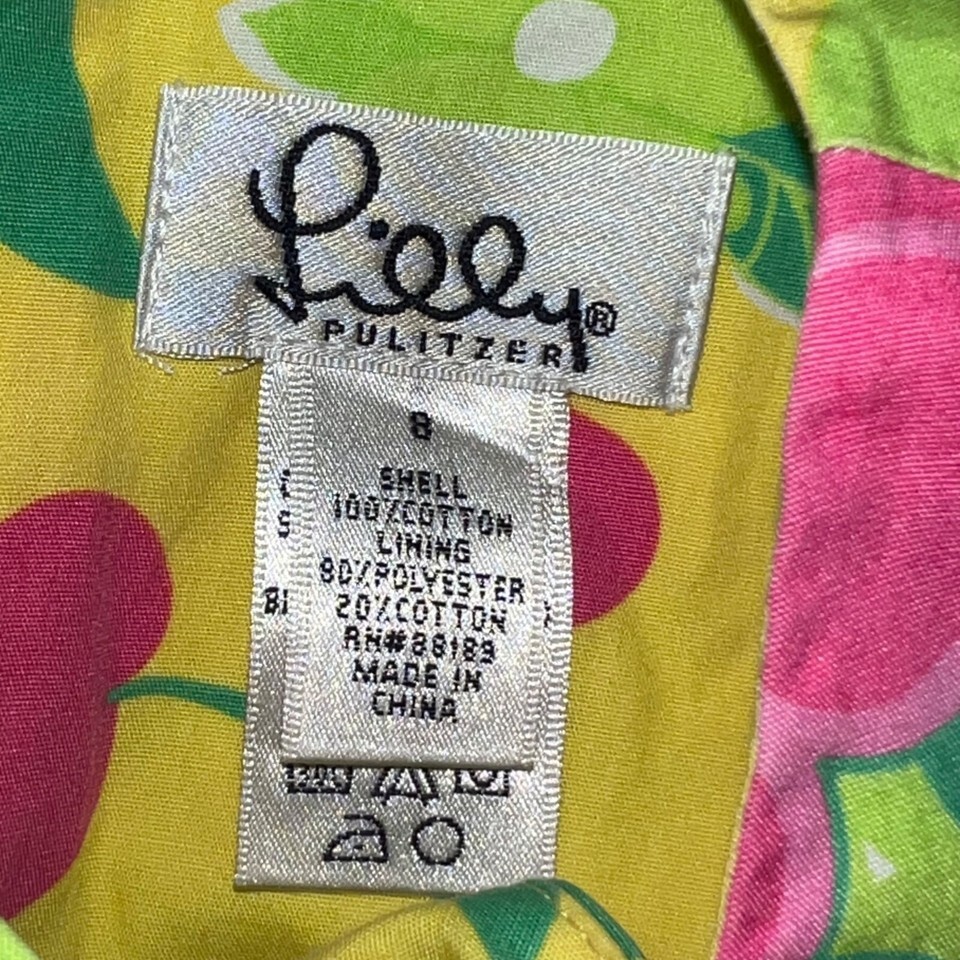 Lilly®
PULITZER
8
SHELL
100%COTTON
LINING
80%POLYESTER
20%COTTON
RN#88189
MADE IN
CHINA